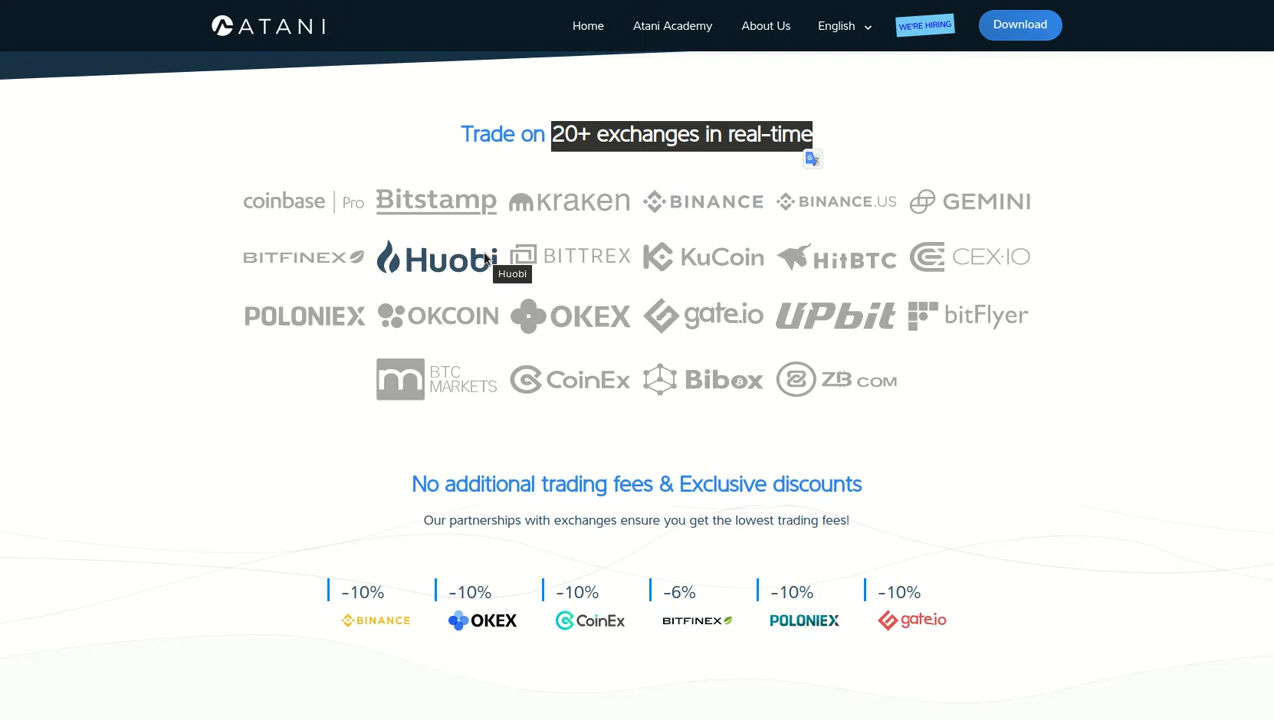 ATANI Home Atani Academy About Us English WE'RE HIRING Download
Trade on 20+ exchanges in real-time
coinbase | Pro Bitstamp kraken BINANCE BINANCE.US GEMINI
BITFINEX Huobi BITTREX KuCoin HitBTC CEX·IO
Huobi
POLONIEX OKCOIN OKEX gate.io UPbit bitFlyer
m BTC MARKETS CoinEx Bibox ZB COM
No additional trading fees & Exclusive discounts
Our partnerships with exchanges ensure you get the lowest trading fees!
-10% -10% -10% -6% -10% -10%
BINANCE OKEX CoinEx BITFINEX POLONIEX gate.io